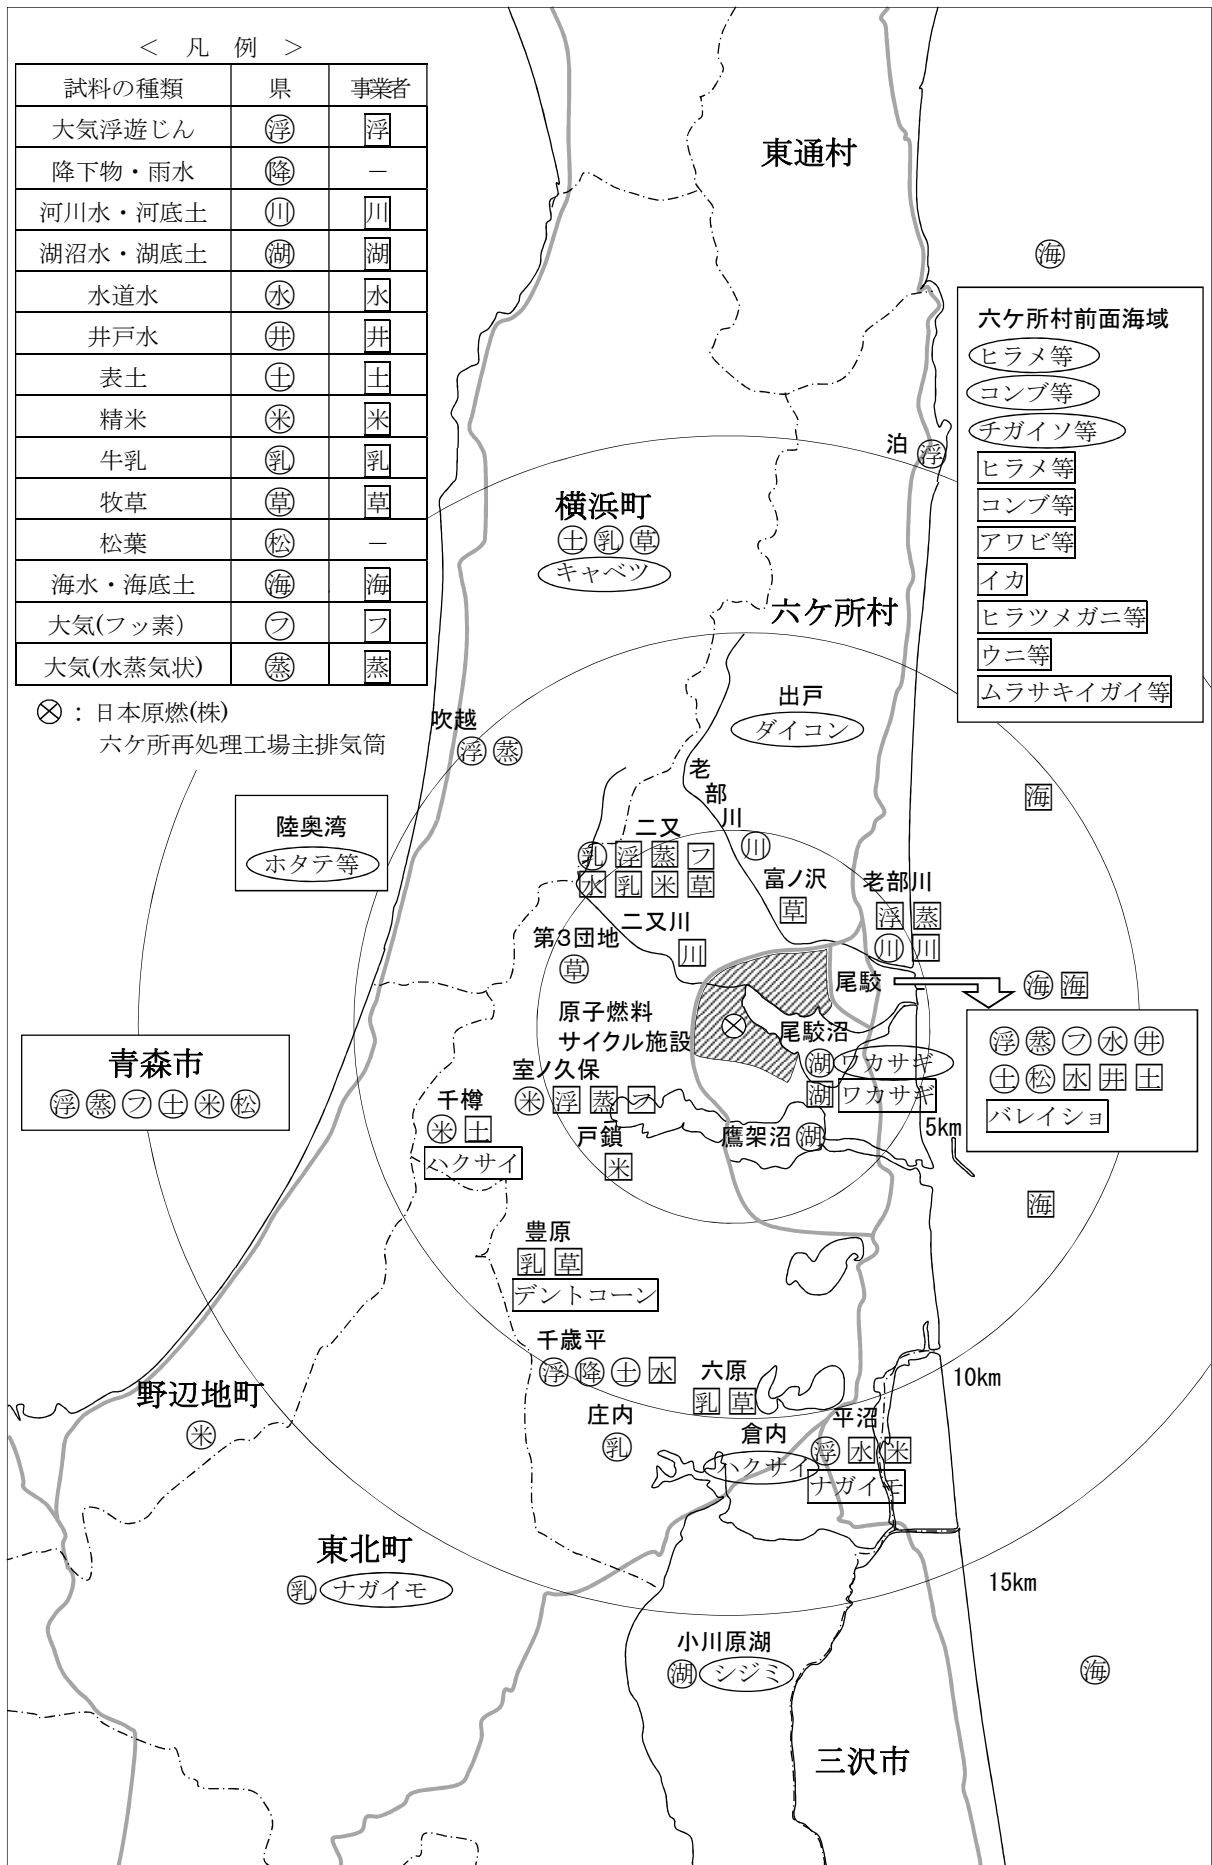 ＜ 凡 例 ＞
試料の種類 県 事業者
大気浮遊じん 浮 浮
降下物・雨水 降 －
河川水・河底土 川 川
湖沼水・湖底土 湖 湖
水道水 水 水
井戸水 井 井
表土 土 土
精米 米 米
牛乳 乳 乳
牧草 草 草
松葉 松 －
海水・海底土 海 海
大気(フッ素） フ フ
大気(水蒸気状) 蒸 蒸
⊗：日本原燃(株)
六ケ所再処理工場主排気筒
東通村
海
六ケ所村前面海域
ヒラメ等
コンブ等
チガイソ等
ヒラメ等
コンブ等
アワビ等
イカ
ヒラツメガニ等
ウニ等
ムラサキイガイ等
泊 浮
横浜町
土 乳 草
キャベツ
六ケ所村
出戸
ダイコン
吹越
浮 蒸
老部川
川
海
陸奥湾
ホタテ等
二又
乳 浮 蒸 フ
水 乳 米 草
富ノ沢
草
老部川
浮 蒸
川 川
二又川
川
第3団地
草
尾駮
海 海
浮 蒸 フ 水 井
土 松 水 井 土
バレイショ
原子燃料
サイクル施設
尾駮沼
湖 ワカサギ
湖 ワカサギ
青森市
浮 蒸 フ 土 米 松
室ノ久保
米 浮 蒸 フ
千樽
米 土
ハクサイ
戸鎖
米
鷹架沼 湖
5km
海
豊原
乳 草
デントコーン
千歳平
浮 降 土 水
六原
乳 草
10km
野辺地町
米
庄内
乳
倉内
ハクサイ
平沼
浮 水 米
ナガイモ
東北町
乳 ナガイモ
15km
小川原湖
湖 シジミ
海
三沢市